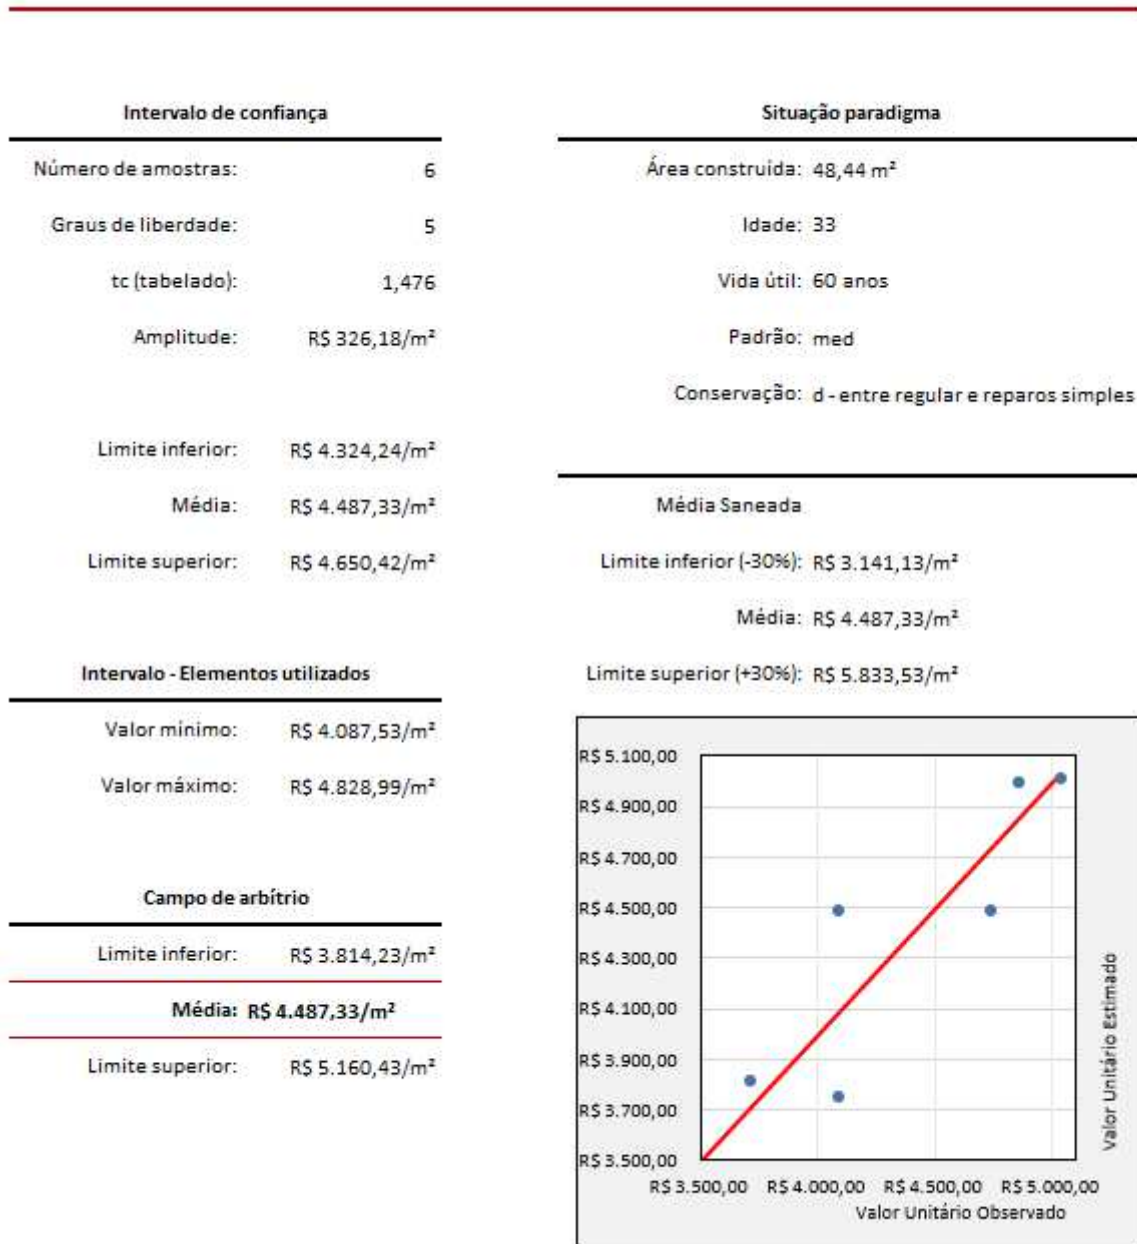 Intervalo de confiança
Número de amostras: 6
Graus de liberdade: 5
tc (tabelado): 1,476
Amplitude: R$ 326,18/m²
Limite inferior: R$ 4.324,24/m²
Média: R$ 4.487,33/m²
Limite superior: R$ 4.650,42/m²
Intervalo - Elementos utilizados
Valor mínimo: R$ 4.087,53/m²
Valor máximo: R$ 4.828,99/m²
Campo de arbítrio
Limite inferior: R$ 3.814,23/m²
Média: R$ 4.487,33/m²
Limite superior: R$ 5.160,43/m²
Situação paradigma
Área construída: 48,44 m²
Idade: 33
Vida útil: 60 anos
Padrão: med
Conservação: d - entre regular e reparos simples
Média Saneada
Limite inferior (-30%): R$ 3.141,13/m²
Média: R$ 4.487,33/m²
Limite superior (+30%): R$ 5.833,53/m²
R$ 5.100,00
R$ 4.900,00
R$ 4.700,00
R$ 4.500,00
R$ 4.300,00
R$ 4.100,00
R$ 3.900,00
R$ 3.700,00
R$ 3.500,00
R$ 3.500,00 R$ 4.000,00 R$ 4.500,00 R$ 5.000,00
Valor Unitário Observado
Valor Unitário Estimado